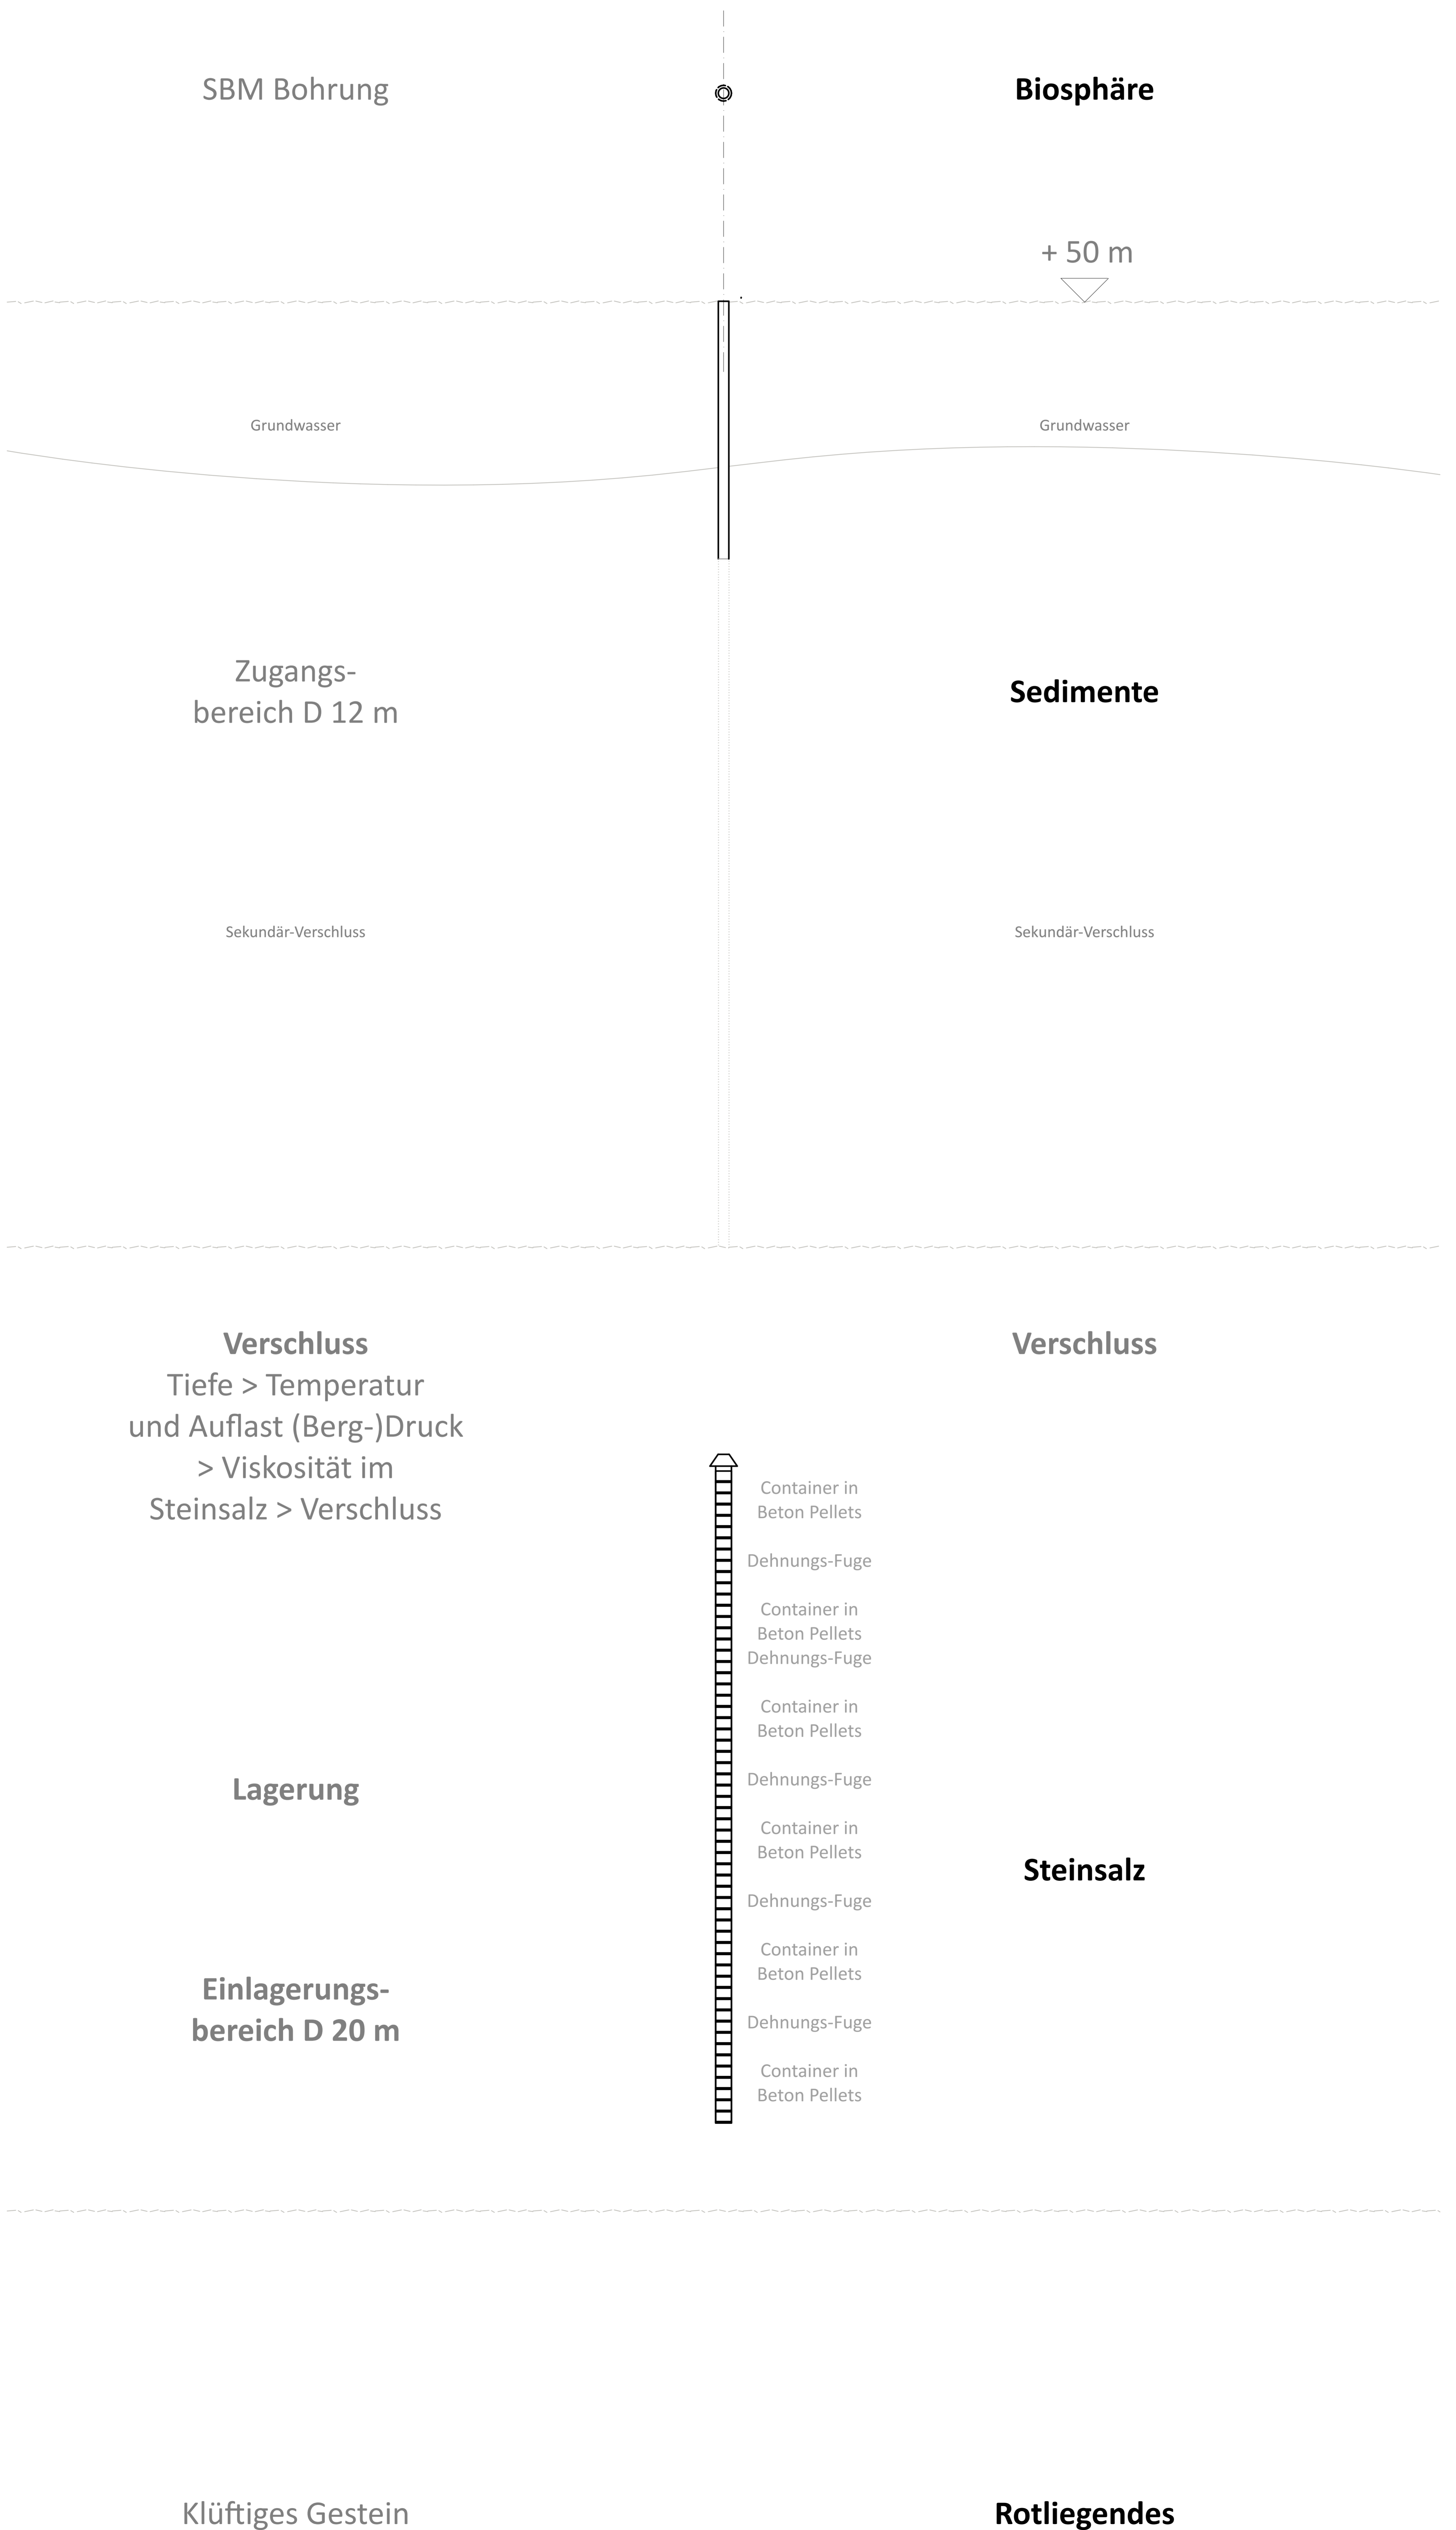 SBM Bohrung
Biosphäre
+ 50 m
Grundwasser
Grundwasser
Zugangs-
bereich D 12 m
Sedimente
Sekundär-Verschluss
Sekundär-Verschluss
Verschluss
Tiefe > Temperatur
und Auflast (Berg-)Druck
> Viskosität im
Steinsalz > Verschluss
Verschluss
Container in
Beton Pellets
Dehnungs-Fuge
Container in
Beton Pellets
Dehnungs-Fuge
Container in
Beton Pellets
Dehnungs-Fuge
Container in
Beton Pellets
Dehnungs-Fuge
Container in
Beton Pellets
Dehnungs-Fuge
Container in
Beton Pellets
Lagerung
Steinsalz
Einlagerungs-
bereich D 20 m
Klüftiges Gestein
Rotliegendes